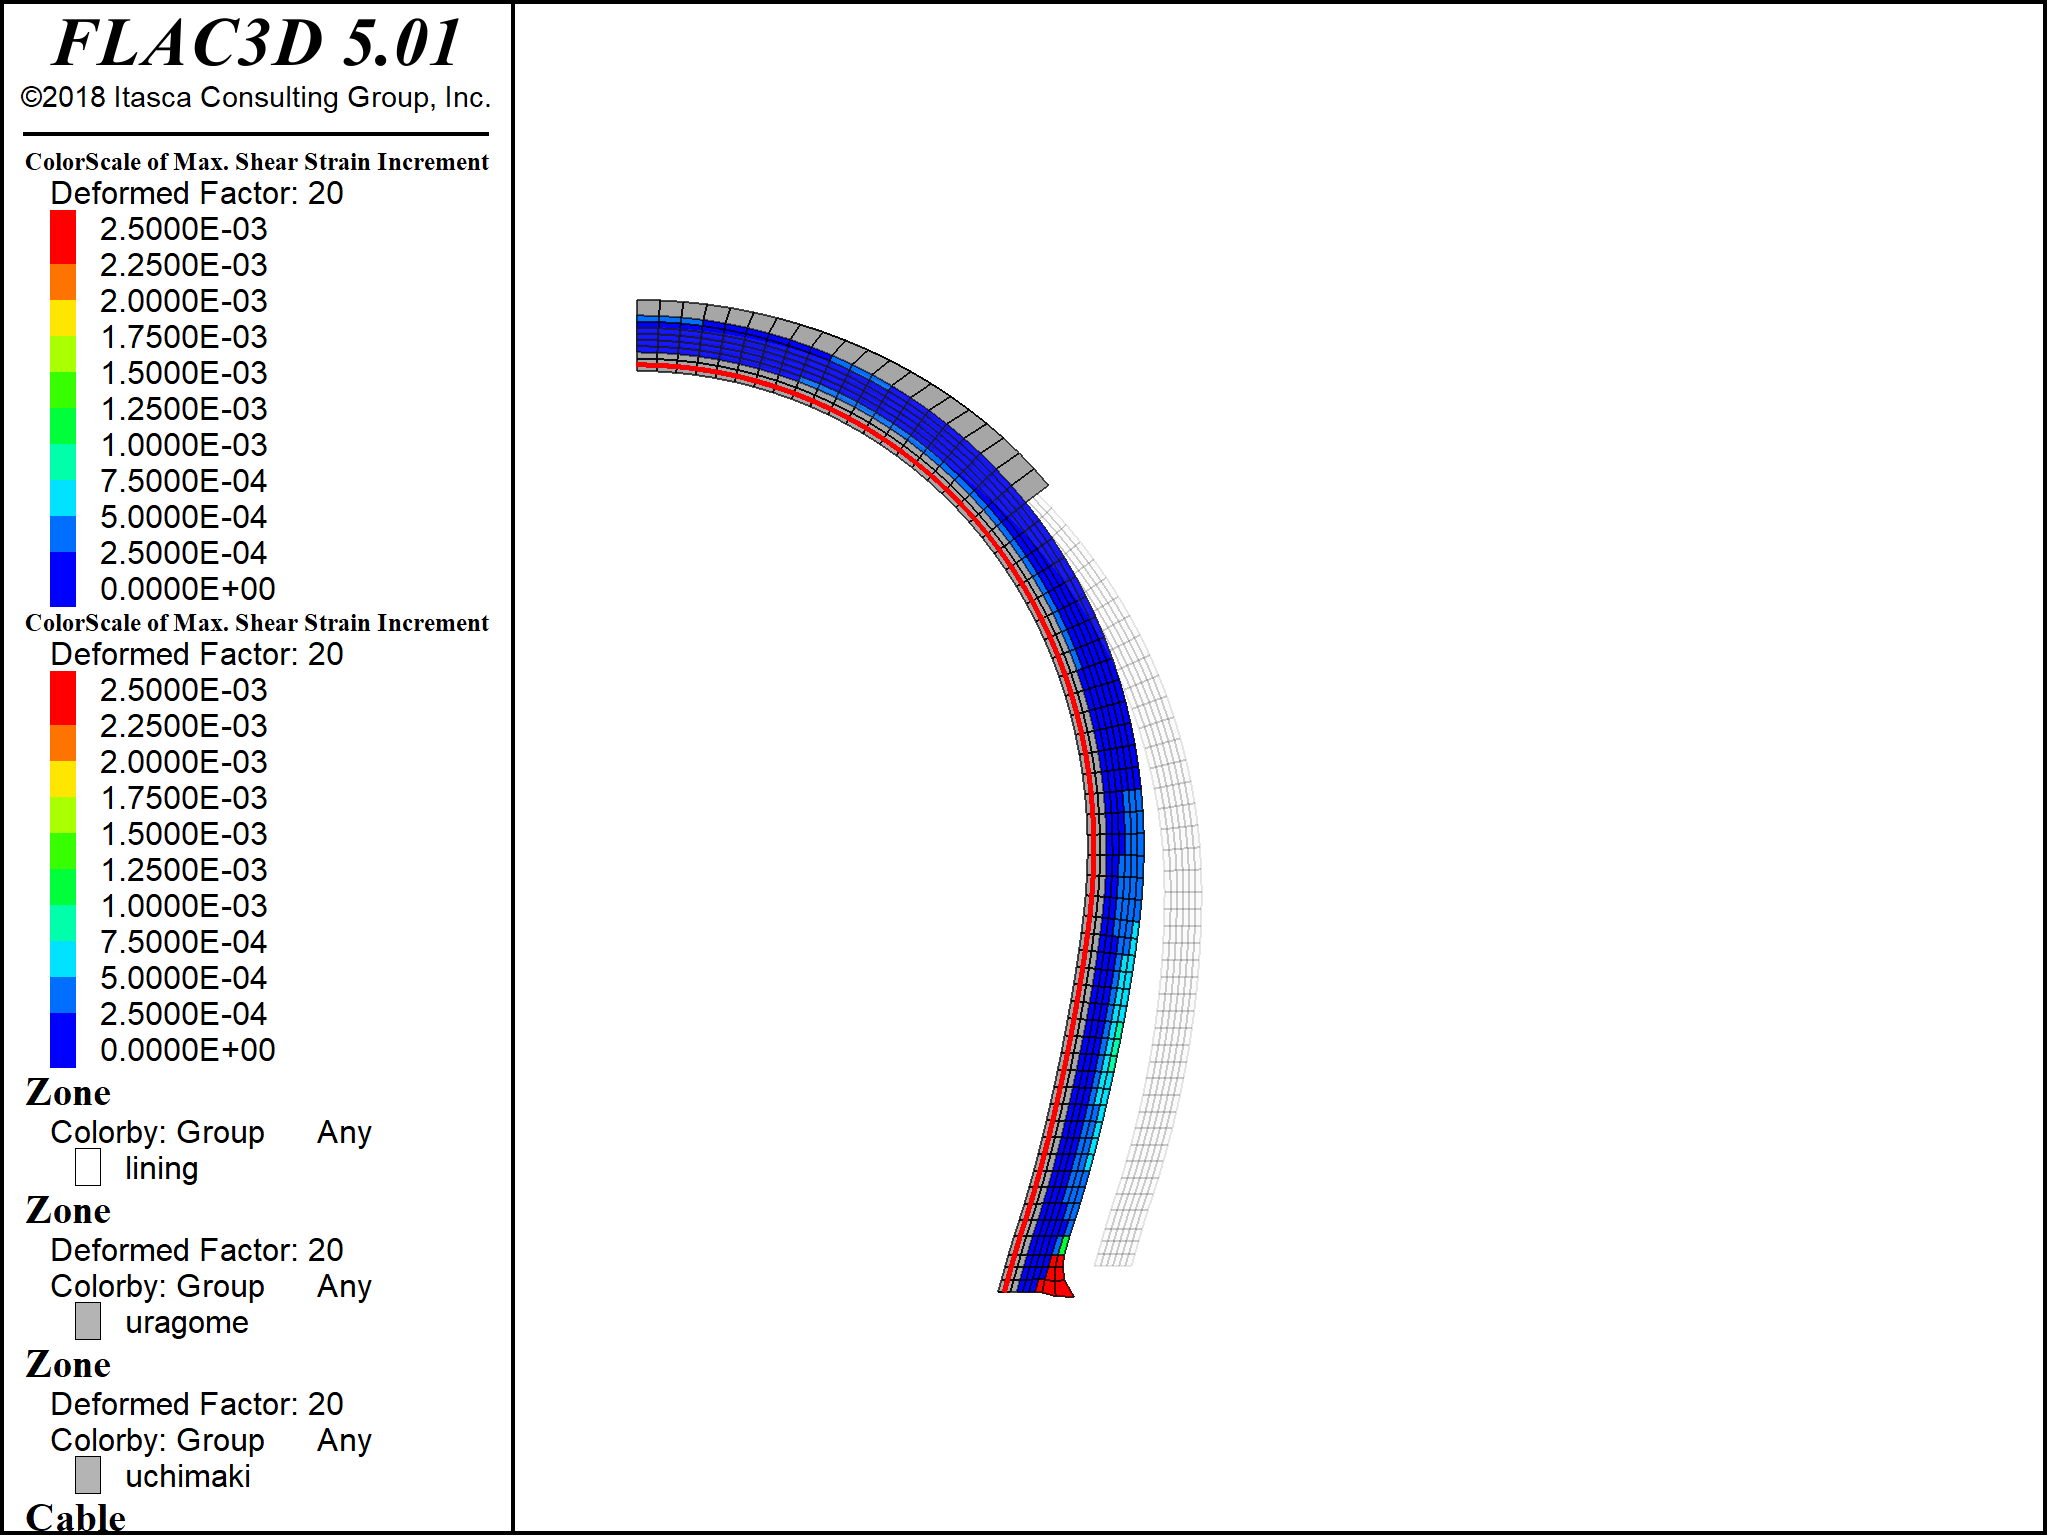 FLAC3D 5.01
©2018 Itasca Consulting Group, Inc.
ColorScale of Max. Shear Strain Increment
Deformed Factor: 20
2.5000E-03
2.2500E-03
2.0000E-03
1.7500E-03
1.5000E-03
1.2500E-03
1.0000E-03
7.5000E-04
5.0000E-04
2.5000E-04
0.0000E+00
ColorScale of Max. Shear Strain Increment
Deformed Factor: 20
2.5000E-03
2.2500E-03
2.0000E-03
1.7500E-03
1.5000E-03
1.2500E-03
1.0000E-03
7.5000E-04
5.0000E-04
2.5000E-04
0.0000E+00
Zone
Colorby: Group Any
lining
Zone
Deformed Factor: 20
Colorby: Group Any
uragome
Zone
Deformed Factor: 20
Colorby: Group Any
uchimaki
Cable